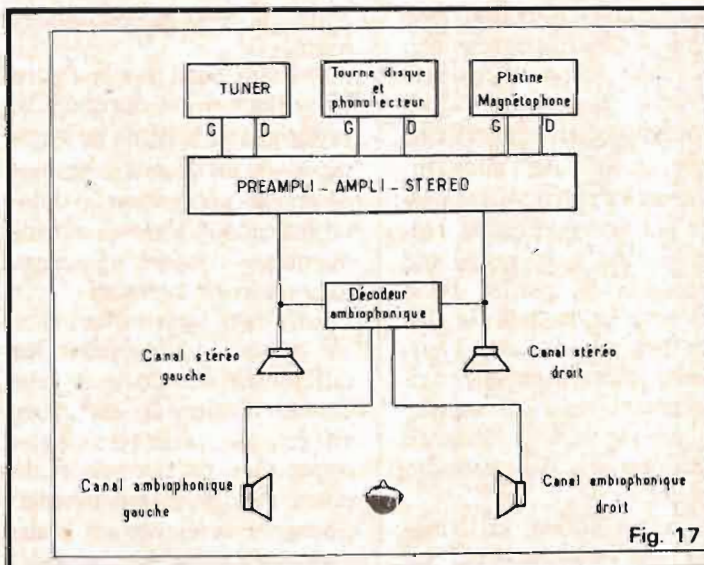 TUNER
Tourne disque
et
phonolecteur
Platine
Magnétophone
G D
G D
G D
PREAMPLI - AMPLI - STEREO
Décodeur
ambiophonique
Canal stéréo
gauche
Canal stéréo
droit
Canal ambiophonique
gauche
Canal ambiophonique
droit
Fig. 17